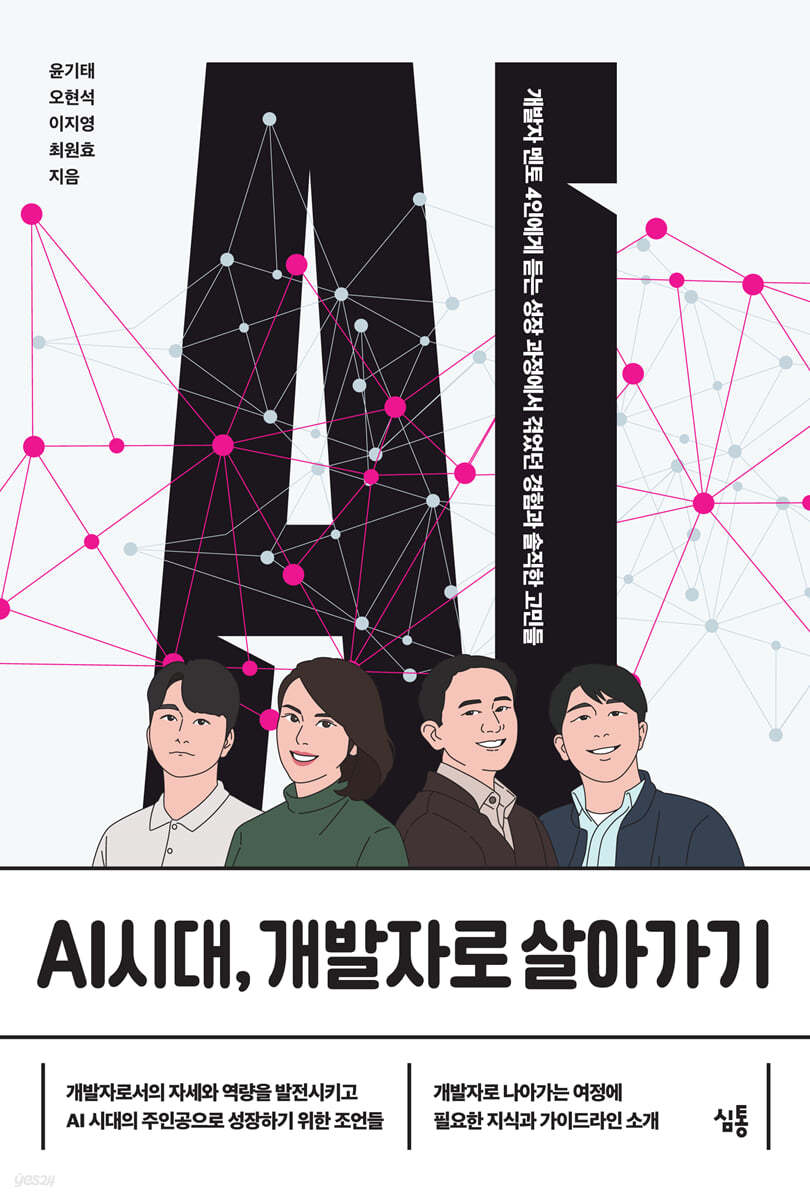 윤기태
오현석
이지영
최원효
지음
개발자 멘토 4인에게 듣는 성장 과정에서 겪었던 경험과 솔직한 고민들
AI시대, 개발자로 살아가기
개발자로서의 자세와 역량을 발전시키고
AI 시대의 주인공으로 성장하기 위한 조언들
개발자로 나아가는 여정에
필요한 지식과 가이드라인 소개
심통
yes24